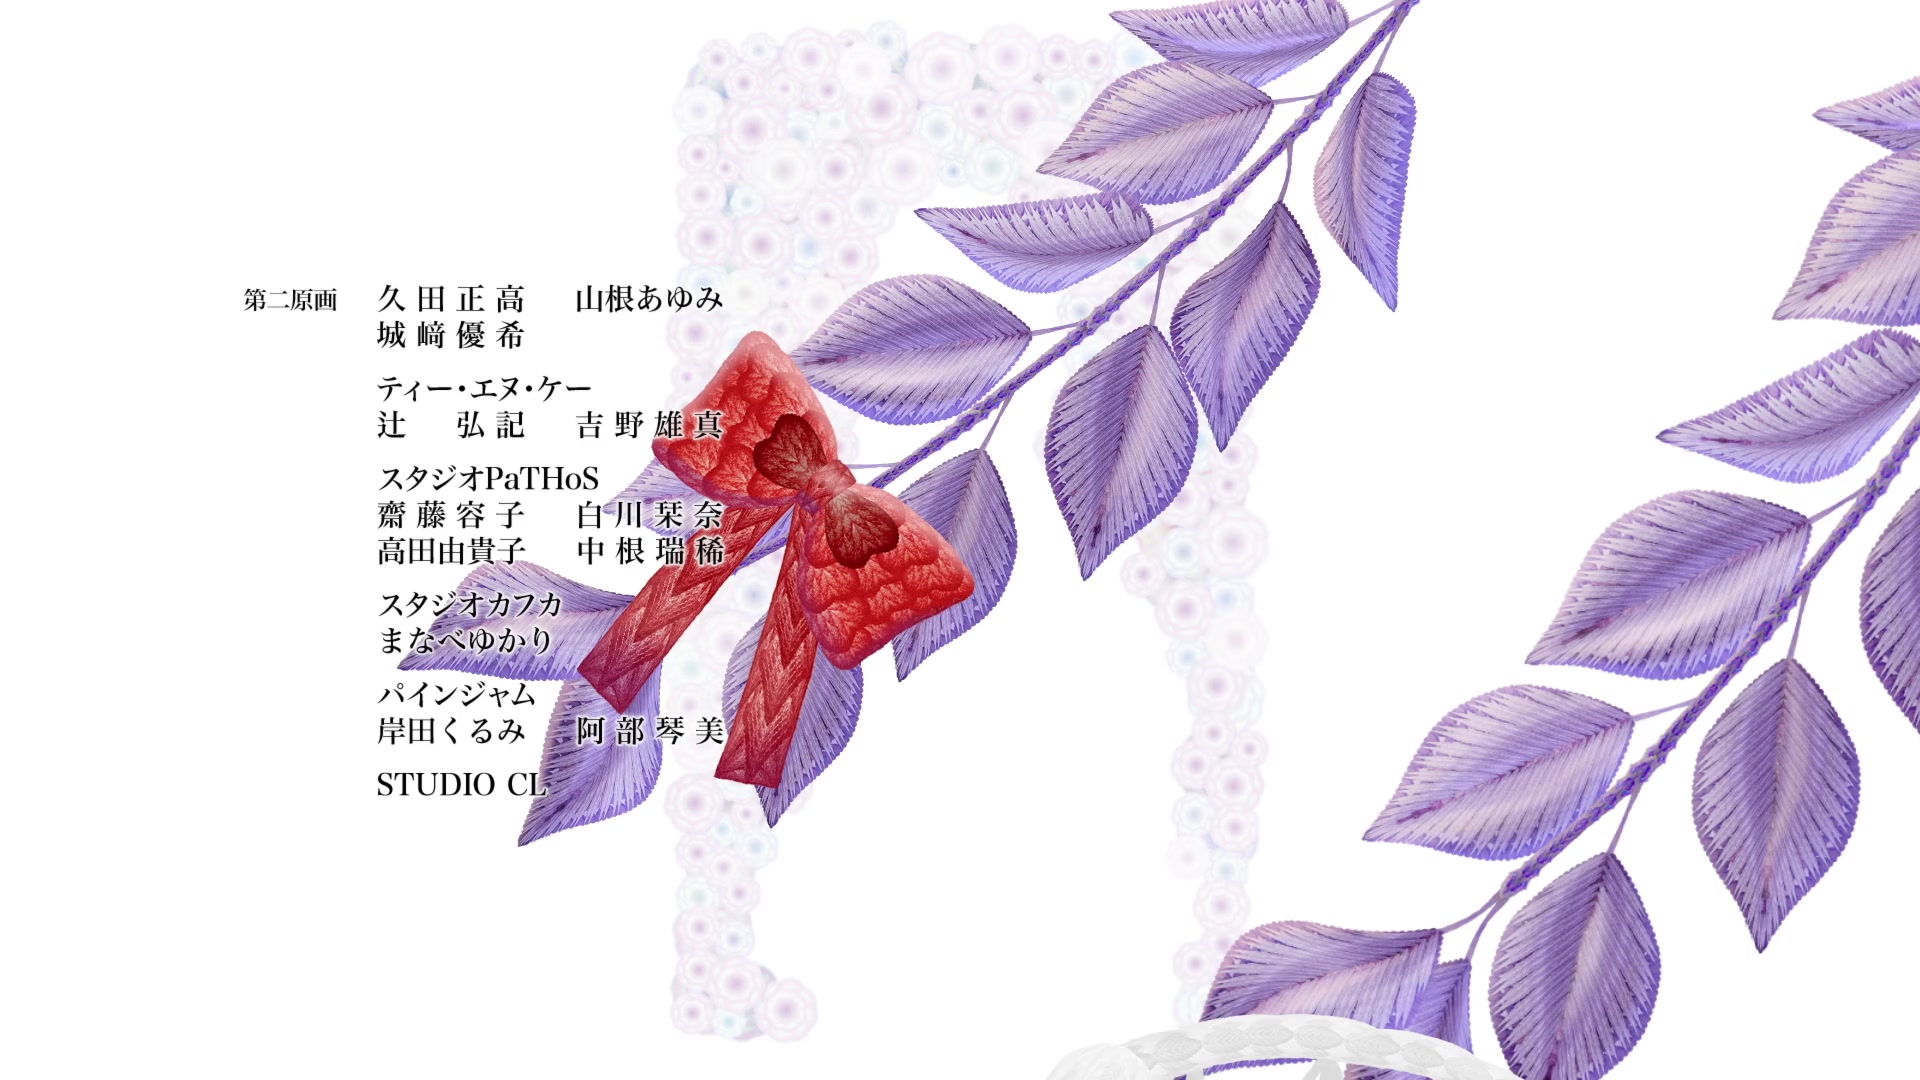 第二原画 久田正高 山根あゆみ
城﨑優希
ティー・エヌ・ケー
辻 弘記 吉野雄真
スタジオPaTHoS
齋藤容子 白川栞奈
高田由貴子 中根瑞稀
スタジオカフカ
まなべゆかり
パインジャム
岸田くるみ 阿部琴美
STUDIO CL